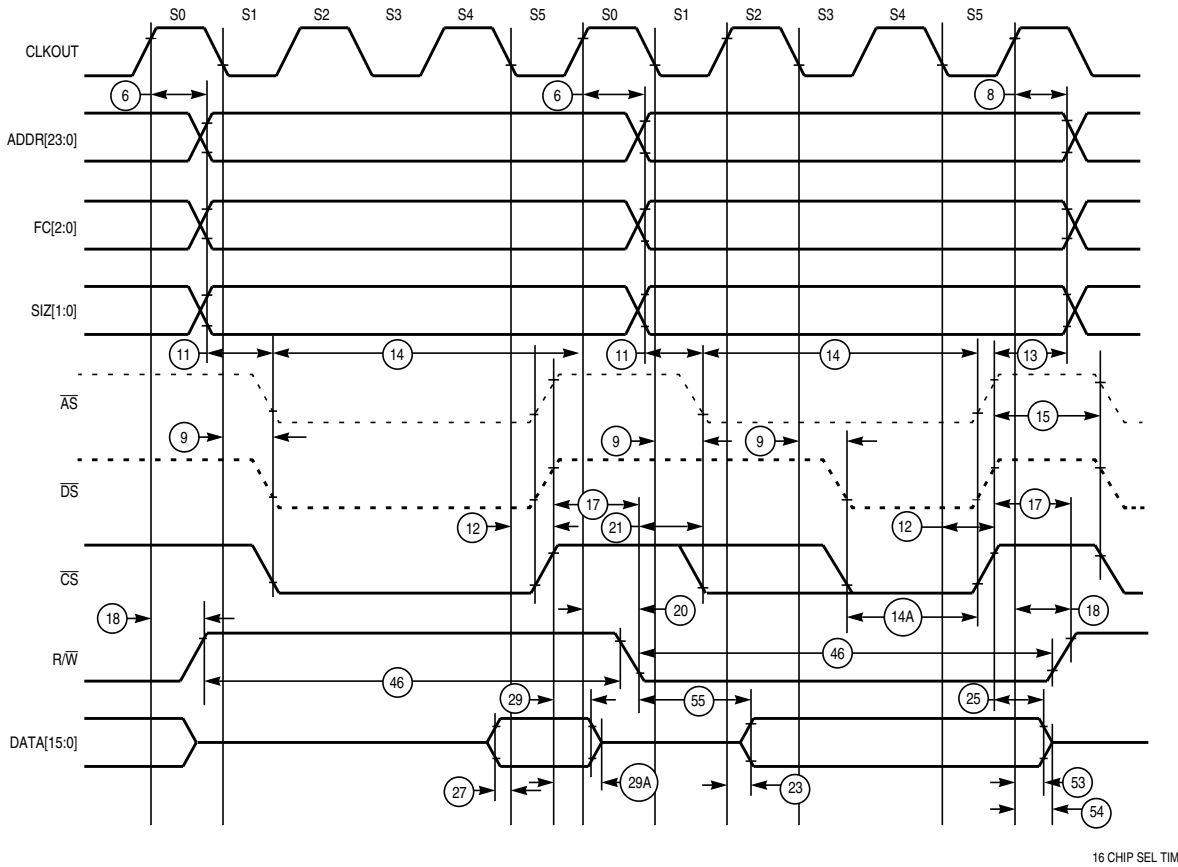 S0 S1 S2 S3 S4 S5 S0 S1 S2 S3 S4 S5
CLKOUT
6 6 8
ADDR[23:0]
FC[2:0]
SIZ[1:0]
11 14 11 14 13
AS
15
9 9 9
DS
17 17
12 21 12
CS
18 20 14A 18
R/W
46 46
29 55 25
DATA[15:0]
27 29A 23 53
54
16 CHIP SEL TIM